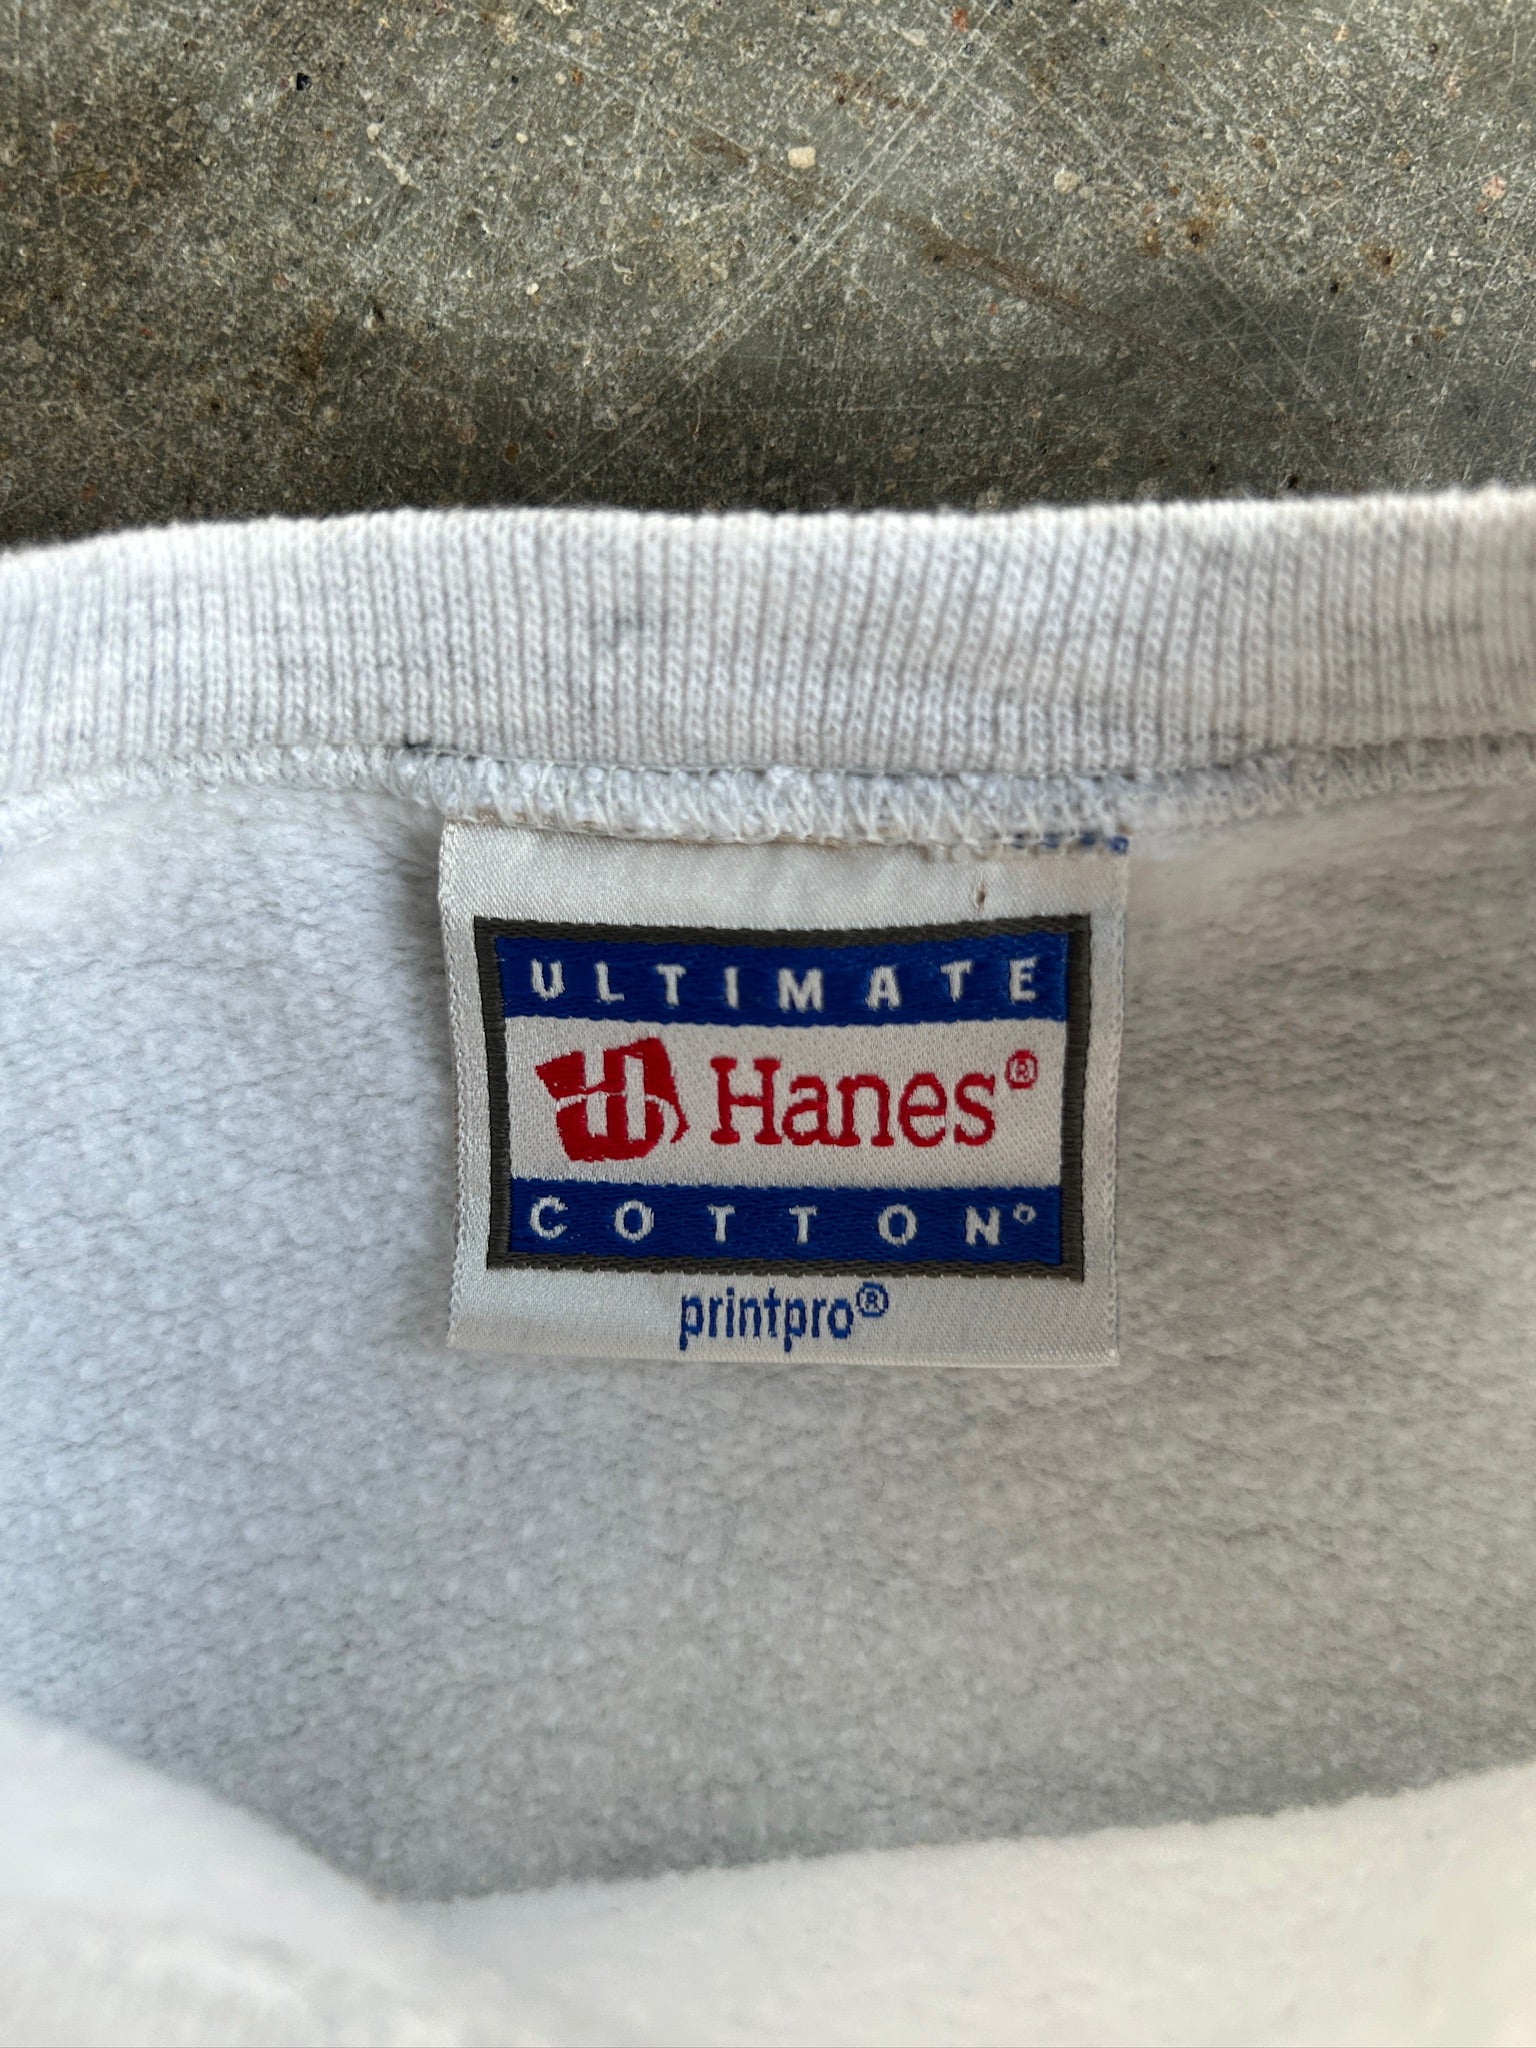 ULTIMATE
H Hanes®
COTTON®
printpro®